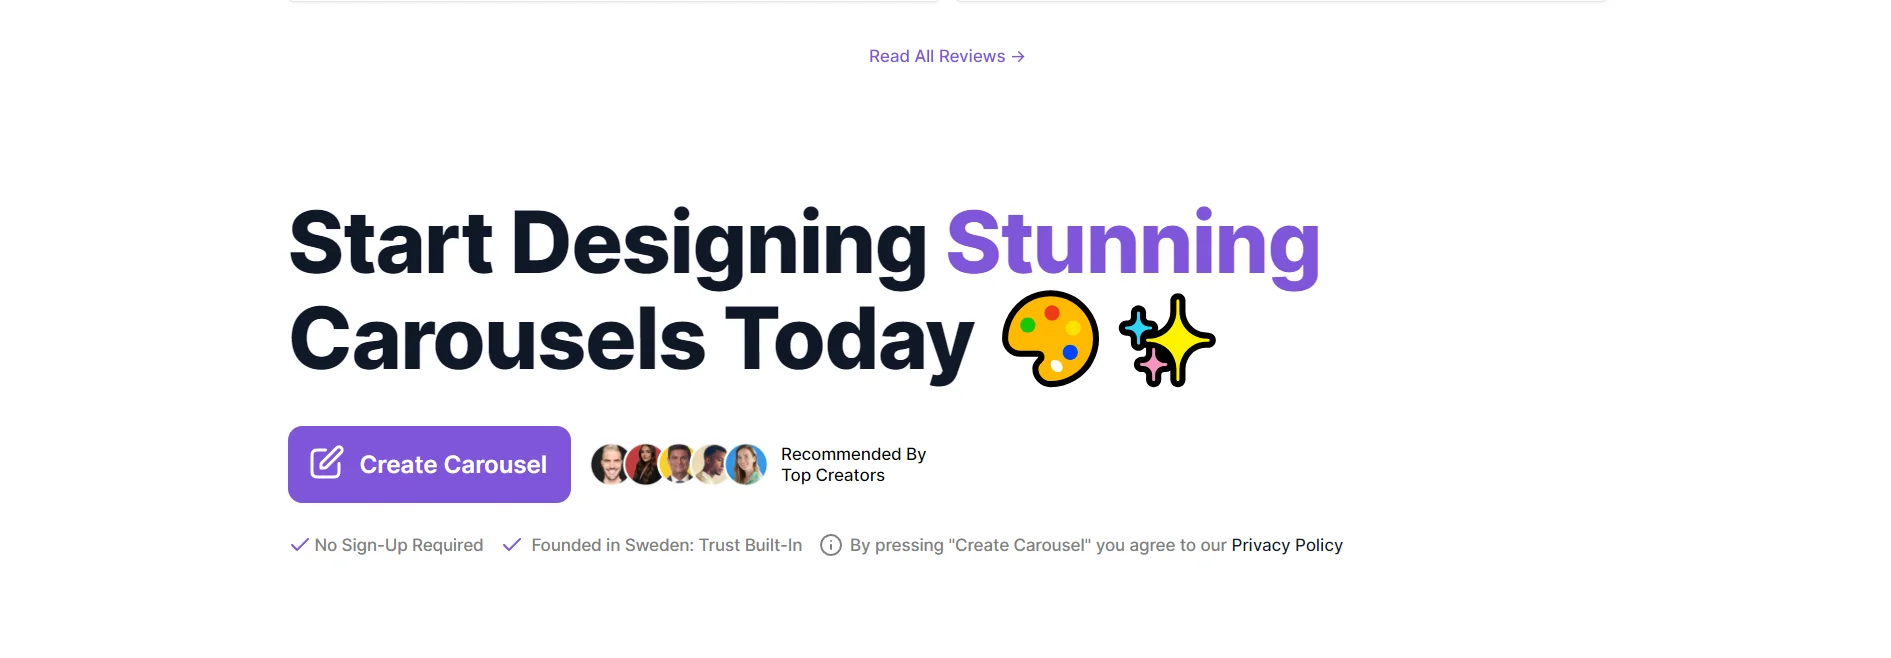 Read All Reviews →
Start Designing Stunning
Carousels Today
Create Carousel
Recommended By
Top Creators
No Sign-Up Required
Founded in Sweden: Trust Built-In
By pressing "Create Carousel" you agree to our Privacy Policy